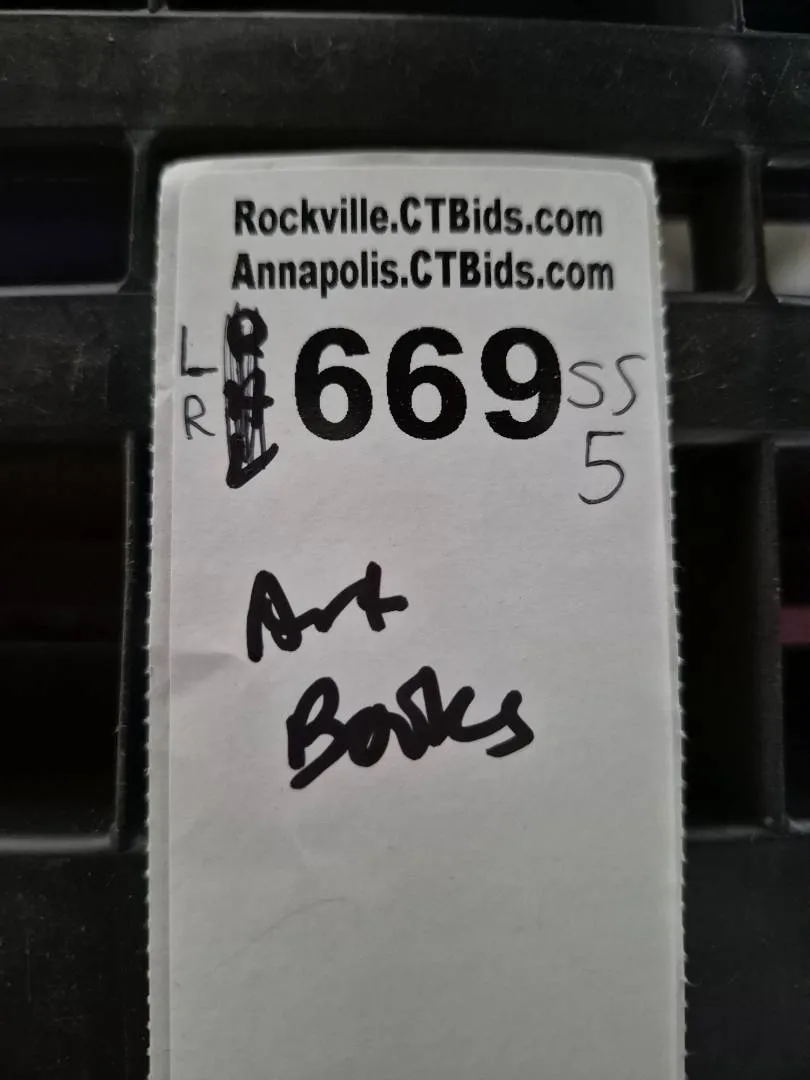 Rockville.CTBids.com
Annapolis.CTBids.com
L
R
669 SS
5
Art
Books